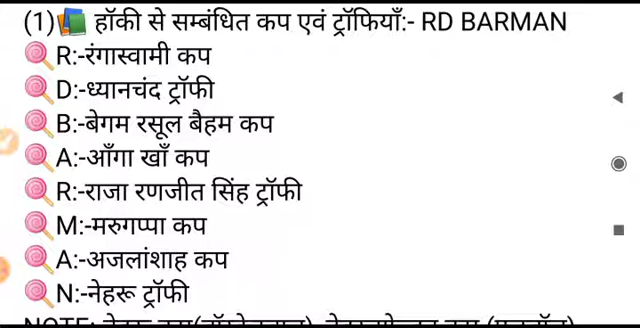 (1)📚 हॉकी से सम्बंधित कप एवं ट्रॉफियाँ:- RD BARMAN
🍭R:-रंगास्वामी कप
🍭D:-ध्यानचंद ट्रॉफी
🍭B:-बेगम रसूल बैहम कप
🍭A:-आँगा खाँ कप
🍭R:-राजा रणजीत सिंह ट्रॉफी
🍭M:-मरुगप्पा कप
🍭A:-अजलांशाह कप
🍭N:-नेहरू ट्रॉफी